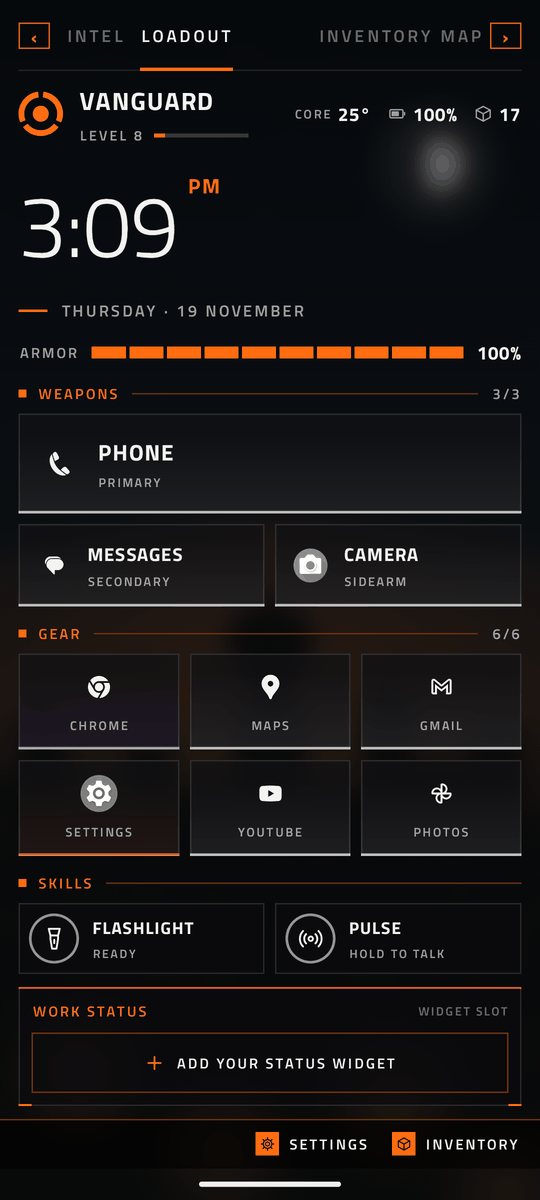 ‹ INTEL LOADOUT INVENTORY MAP ›
VANGUARD
LEVEL 8
CORE 25° 100% 17
3:09 PM
THURSDAY · 19 NOVEMBER
ARMOR 100%
WEAPONS 3/3
PHONE
PRIMARY
MESSAGES
SECONDARY
CAMERA
SIDEARM
GEAR 6/6
CHROME
MAPS
GMAIL
SETTINGS
YOUTUBE
PHOTOS
SKILLS
FLASHLIGHT
READY
PULSE
HOLD TO TALK
WORK STATUS WIDGET SLOT
+ ADD YOUR STATUS WIDGET
SETTINGS INVENTORY